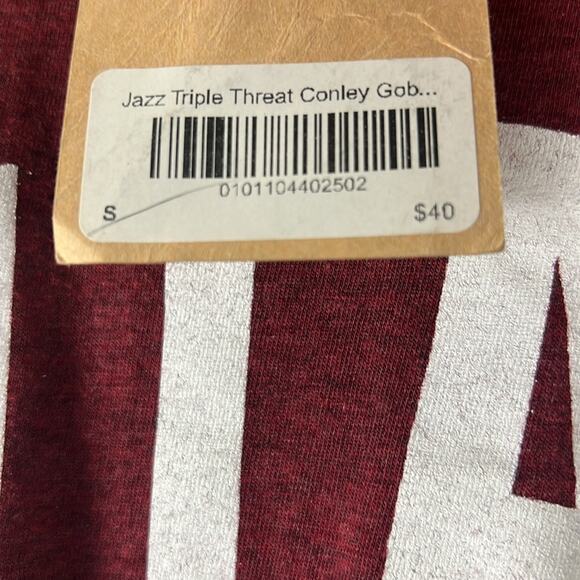 Jazz Triple Threat Conley Gob...
0101104402502
S $40